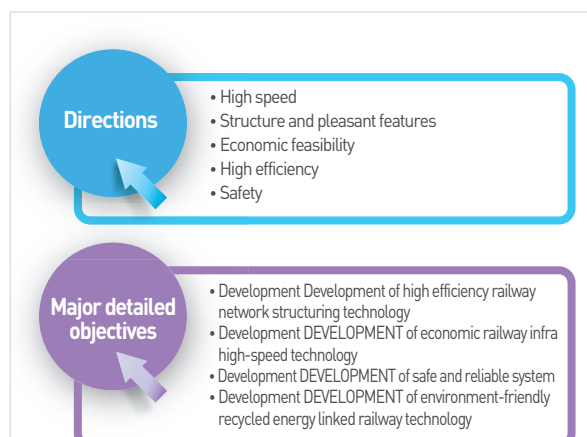 Directions
• High speed
• Structure and pleasant features
• Economic feasibility
• High efficiency
• Safety
Major detailed
objectives
• Development Development of high efficiency railway
network structuring technology
• Development DEVELOPMENT of economic railway infra
high-speed technology
• Development DEVELOPMENT of safe and reliable system
• Development DEVELOPMENT of environment-friendly
recycled energy linked railway technology